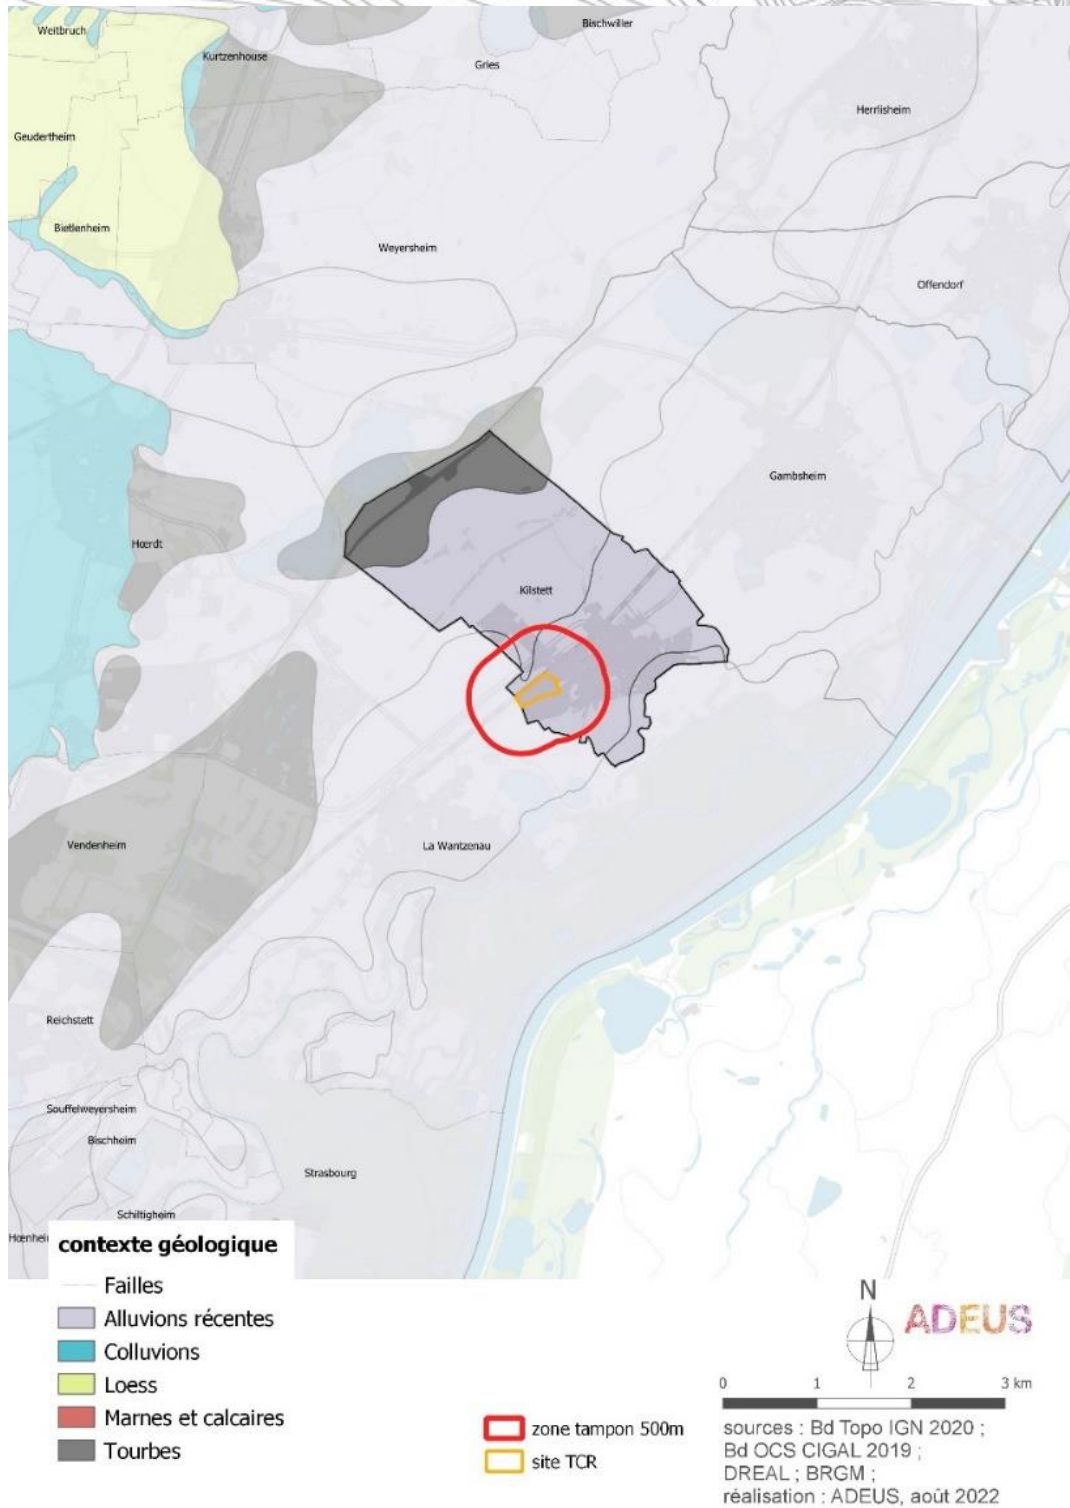 Weitbruch
Kurtzenhouse
Bischwiller
Gries
Herrlisheim
Geudertheim
Bietlenheim
Weyersheim
Offendorf
Gambsheim
Hœrdt
Kilstett
Vendenheim
La Wantzenau
Reichstett
Souffelweyersheim
Bischheim
Strasbourg
Schiltigheim
Hœnhei
contexte géologique
Failles
Alluvions récentes
Colluvions
Loess
Marnes et calcaires
Tourbes
zone tampon 500m
site TCR
N
ADEUS
0 1 2 3 km
sources : Bd Topo IGN 2020 ;
Bd OCS CIGAL 2019 ;
DREAL ; BRGM ;
réalisation : ADEUS, août 2022